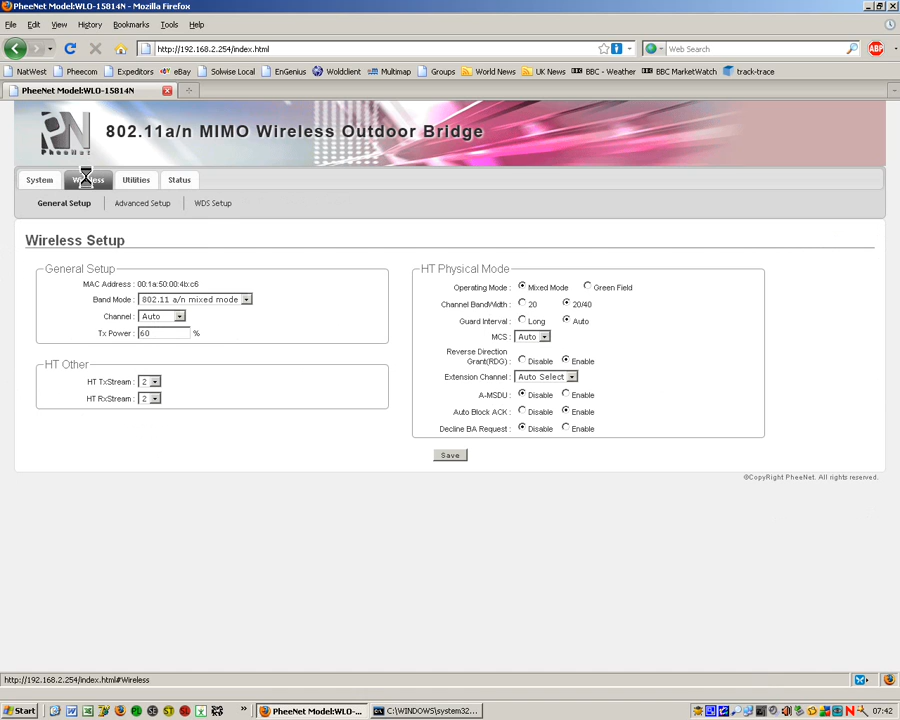 PheeNet Model:WLO-15814N - Mozilla Firefox
File Edit View History Bookmarks Tools Help
http://192.168.2.254/index.html Web Search ABP
NatWest Pheecom Expeditors eBay Solwise Local EnGenius Worldclient Multimap Groups World News UK News BBC - Weather BBC MarketWatch track-trace
PheeNet Model:WLO-15814N
PN PheeNet 802.11a/n MIMO Wireless Outdoor Bridge
System Wireless Utilities Status
General Setup Advanced Setup WDS Setup
Wireless Setup
General Setup
MAC Address : 00:1a:50:00:4b:c6
Band Mode : 802.11 a/n mixed mode
Channel : Auto
Tx Power : 60 %
HT Other
HT TxStream : 2
HT RxStream : 2
HT Physical Mode
Operating Mode : Mixed Mode Green Field
Channel BandWidth : 20 20/40
Guard Interval : Long Auto
MCS : Auto
Reverse Direction
Grant(RDG) : Disable Enable
Extension Channel : Auto Select
A-MSDU : Disable Enable
Auto Block ACK : Disable Enable
Decline BA Request : Disable Enable
Save
©CopyRight PheeNet. All rights reserved.
http://192.168.2.254/index.html#Wireless
Start PheeNet Model:WLO-... C:\WINDOWS\system32... 07:42